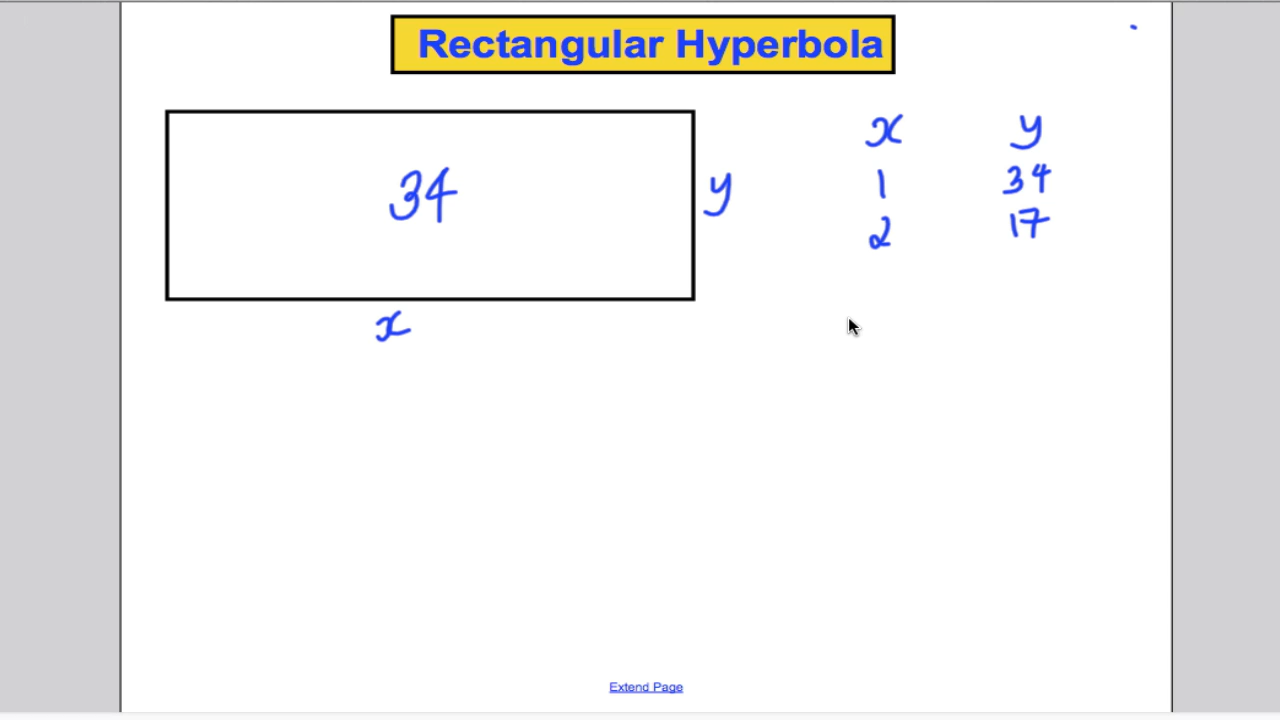 Rectangular Hyperbola
34
y
x
x y
1 34
2 17
Extend Page